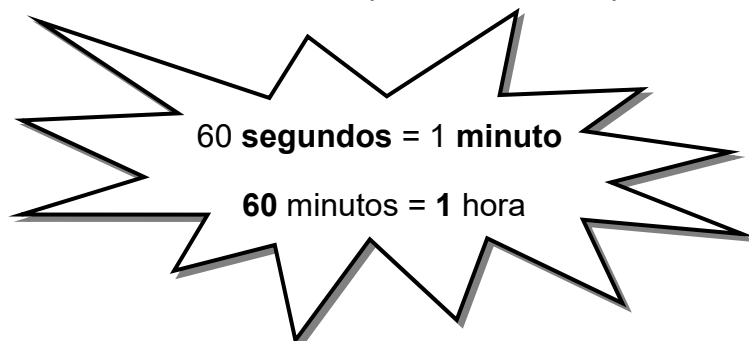 60 segundos = 1 minuto
60 minutos = 1 hora